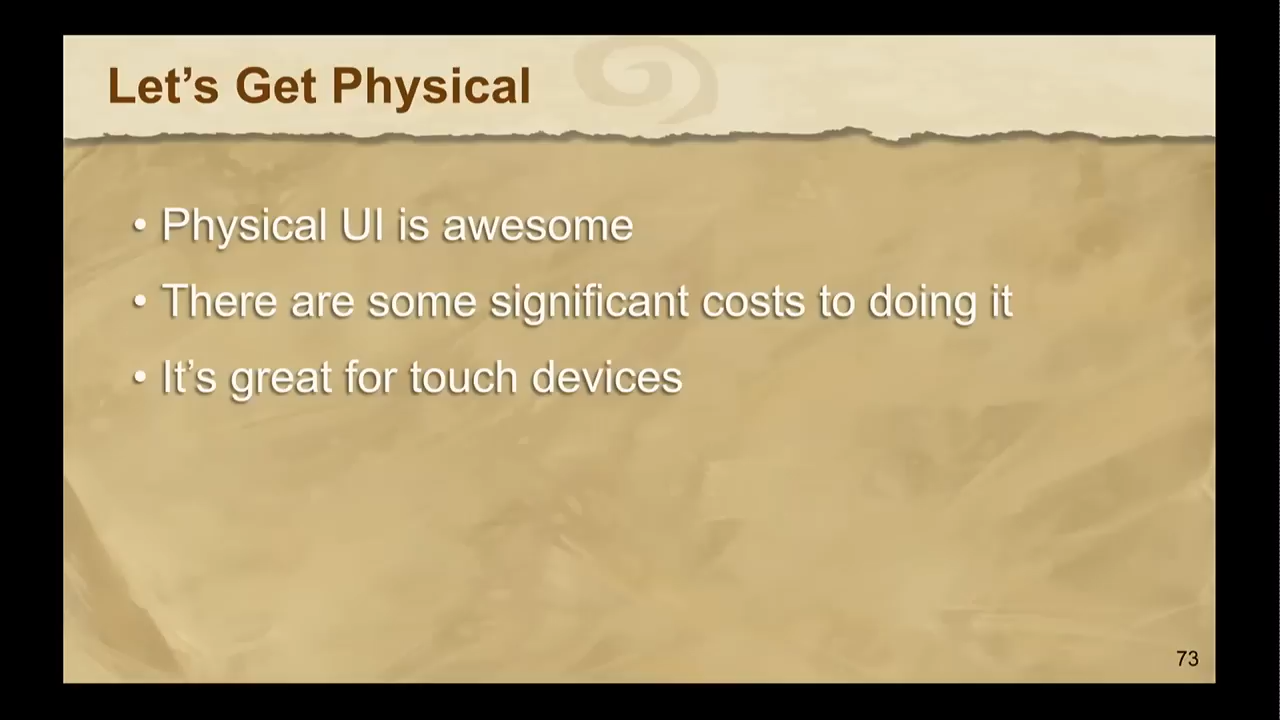 Let’s Get Physical
• Physical UI is awesome
• There are some significant costs to doing it
• It’s great for touch devices
73